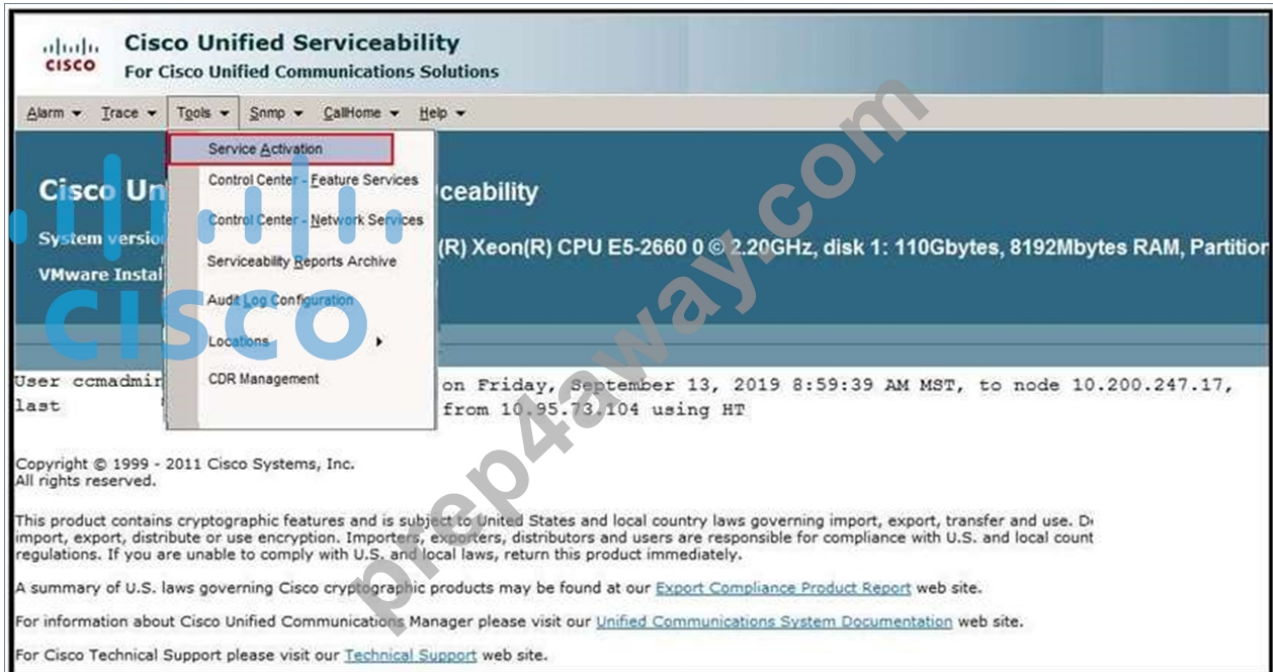 CISCO
Cisco Unified Serviceability
For Cisco Unified Communications Solutions
Alarm Trace Tools Snmp CallHome Help
Service Activation
Control Center - Feature Services
Control Center - Network Services
Serviceability Reports Archive
Audit Log Configuration
Locations
CDR Management
Cisco Un ceability
System versio (R) Xeon(R) CPU E5-2660 0 © 2.20GHz, disk 1: 110Gbytes, 8192Mbytes RAM, Partition
VMware Instal
CISCO
User ccmadmin on Friday, September 13, 2019 8:59:39 AM MST, to node 10.200.247.17,
last from 10.95.73.104 using HT
Copyright © 1999 - 2011 Cisco Systems, Inc.
All rights reserved.
This product contains cryptographic features and is subject to United States and local country laws governing import, export, transfer and use.
import, export, distribute or use encryption. Importers, exporters, distributors and users are responsible for compliance with U.S. and local count
regulations. If you are unable to comply with U.S. and local laws, return this product immediately.
A summary of U.S. laws governing Cisco cryptographic products may be found at our Export Compliance Product Report web site.
For information about Cisco Unified Communications Manager please visit our Unified Communications System Documentation web site.
For Cisco Technical Support please visit our Technical Support web site.
prep4away.com